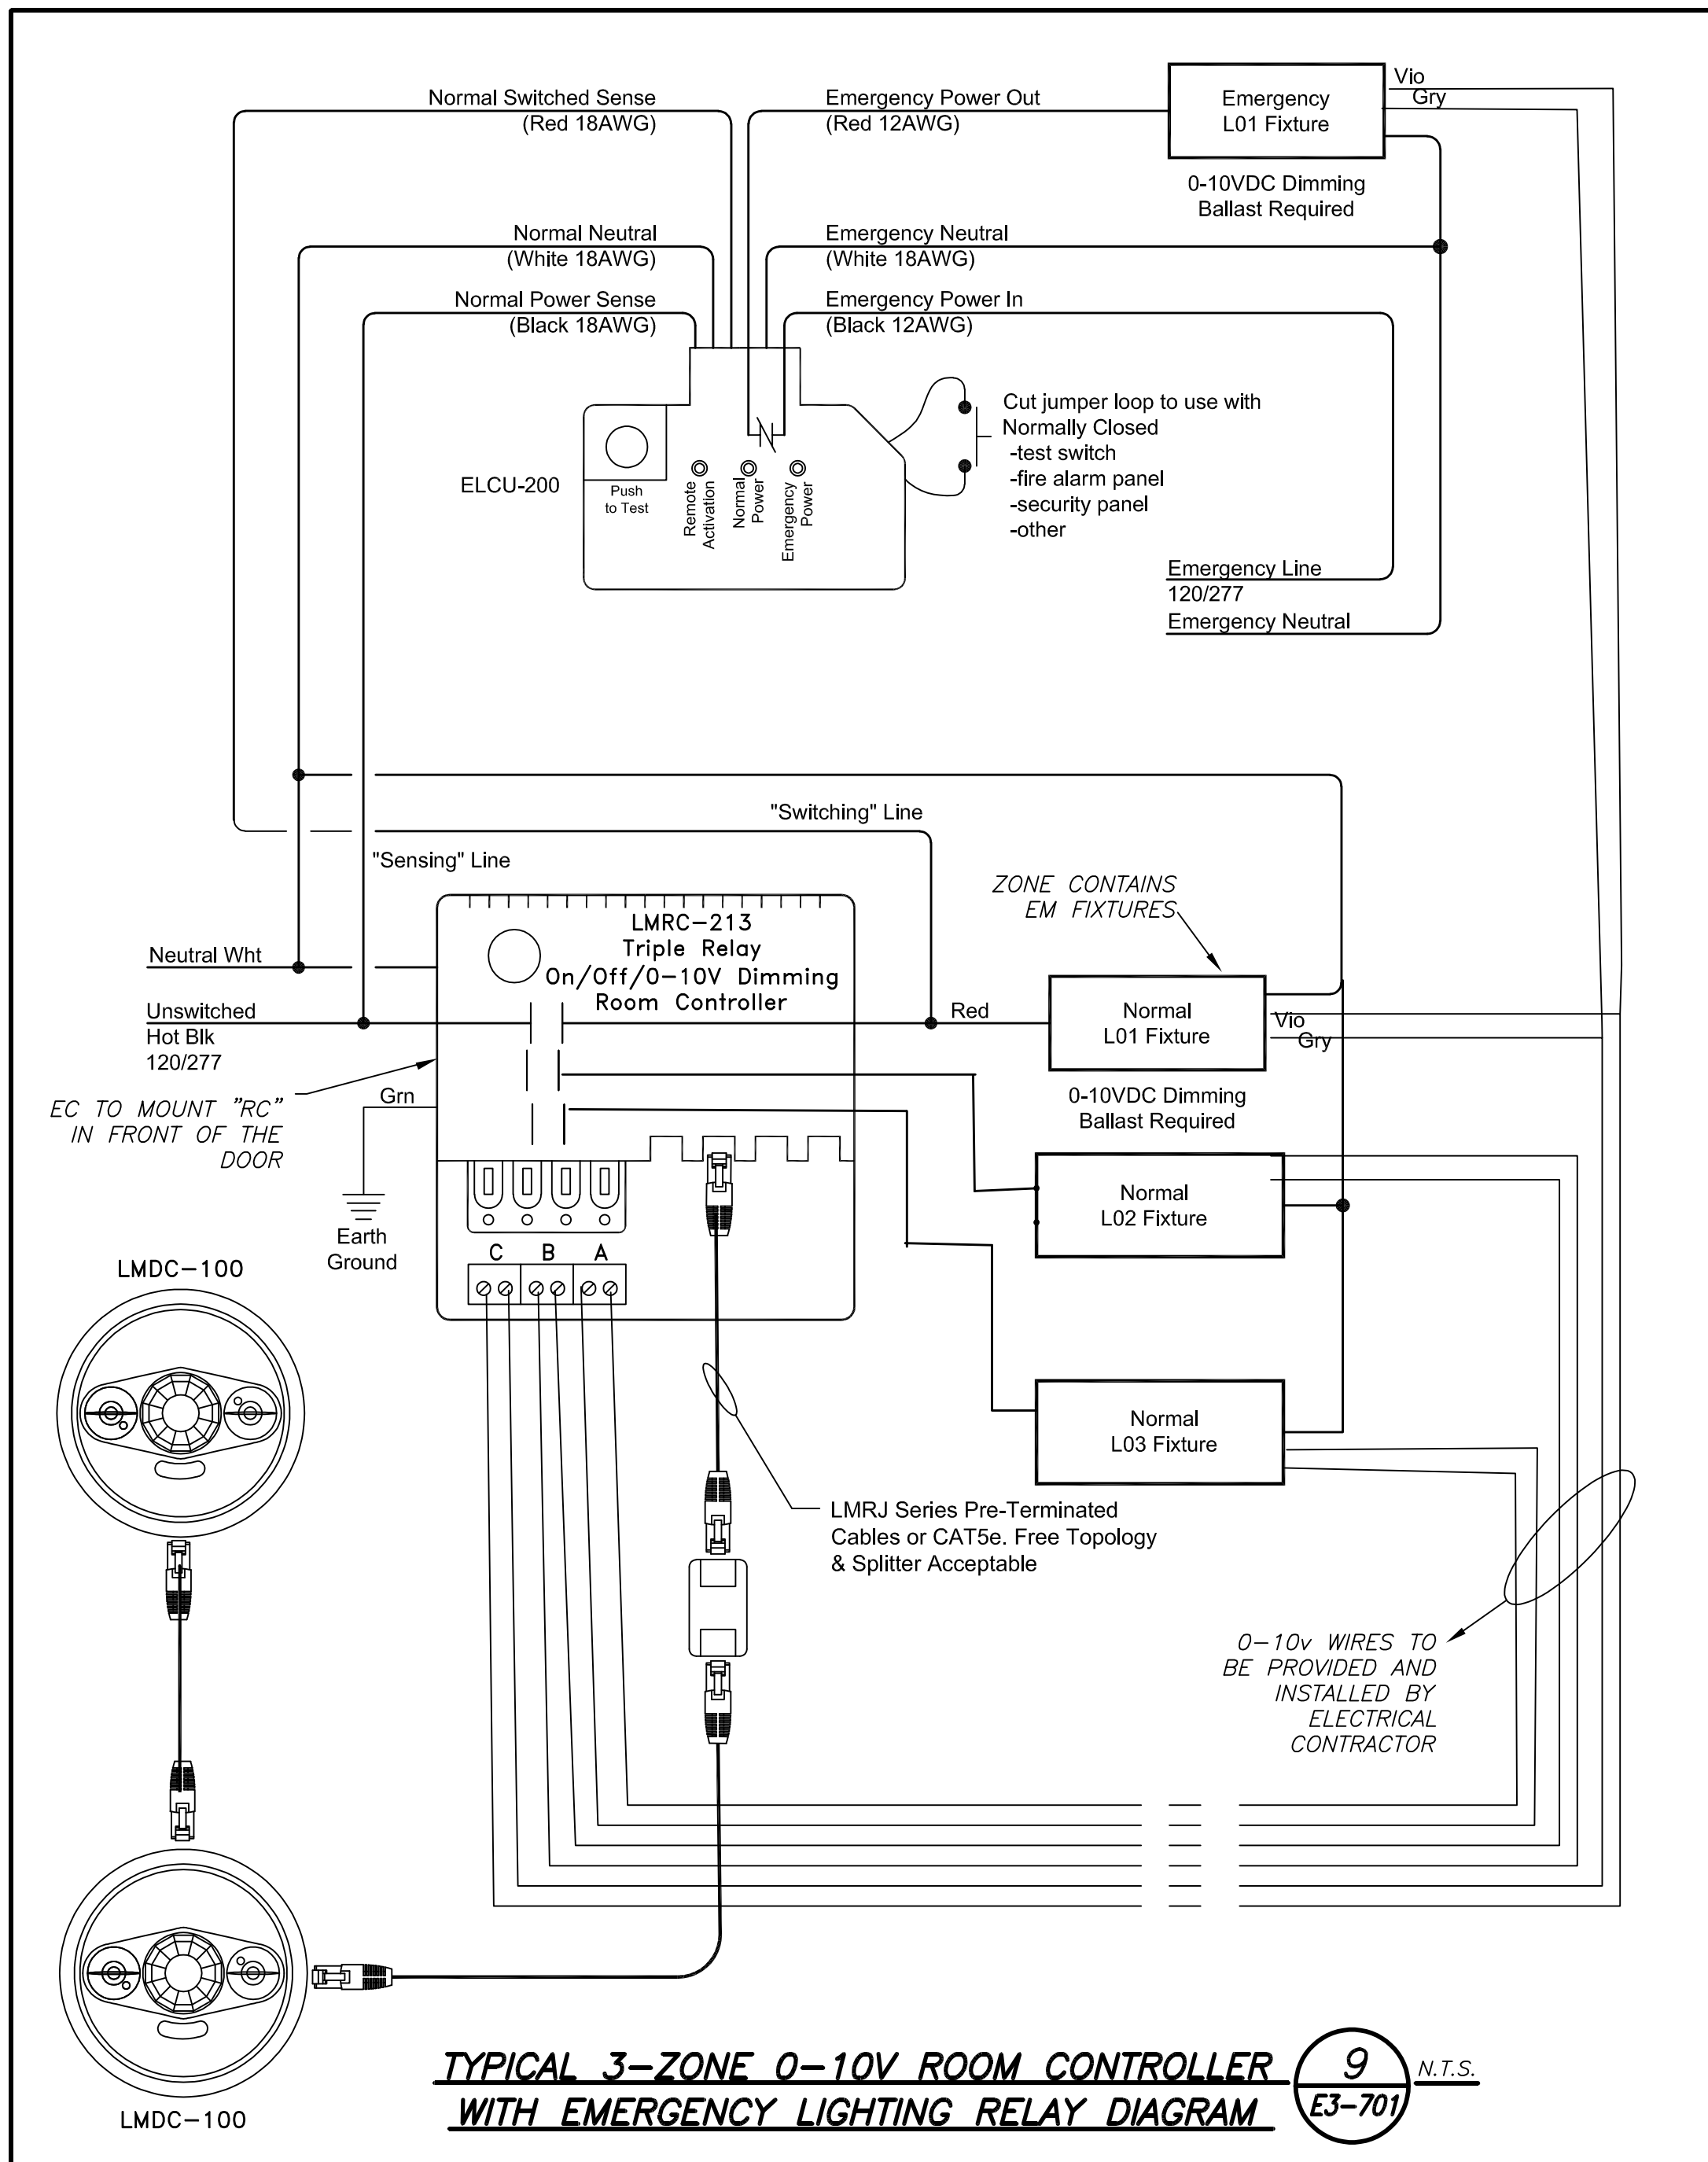 Normal Switched Sense
(Red 18AWG)
Emergency Power Out
(Red 12AWG)
Emergency
L01 Fixture
Vio
Gry
0-10VDC Dimming
Ballast Required
Normal Neutral
(White 18AWG)
Emergency Neutral
(White 18AWG)
Normal Power Sense
(Black 18AWG)
Emergency Power In
(Black 12AWG)
ELCU-200
Push
to Test
Remote
Activation
Normal
Power
Emergency
Power
Cut jumper loop to use with
Normally Closed
-test switch
-fire alarm panel
-security panel
-other
Emergency Line
120/277
Emergency Neutral
"Switching" Line
"Sensing" Line
ZONE CONTAINS
EM FIXTURES
LMRC-213
Triple Relay
On/Off/0-10V Dimming
Room Controller
Neutral Wht
Unswitched
Hot Blk
120/277
Red
Normal
L01 Fixture
Vio
Gry
EC TO MOUNT "RC"
IN FRONT OF THE
DOOR
Grn
Earth
Ground
0-10VDC Dimming
Ballast Required
Normal
L02 Fixture
C B A
LMDC-100
Normal
L03 Fixture
LMRJ Series Pre-Terminated
Cables or CAT5e. Free Topology
& Splitter Acceptable
0-10v WIRES TO
BE PROVIDED AND
INSTALLED BY
ELECTRICAL
CONTRACTOR
LMDC-100
TYPICAL 3-ZONE 0-10V ROOM CONTROLLER
WITH EMERGENCY LIGHTING RELAY DIAGRAM
9
E3-701
N.T.S.